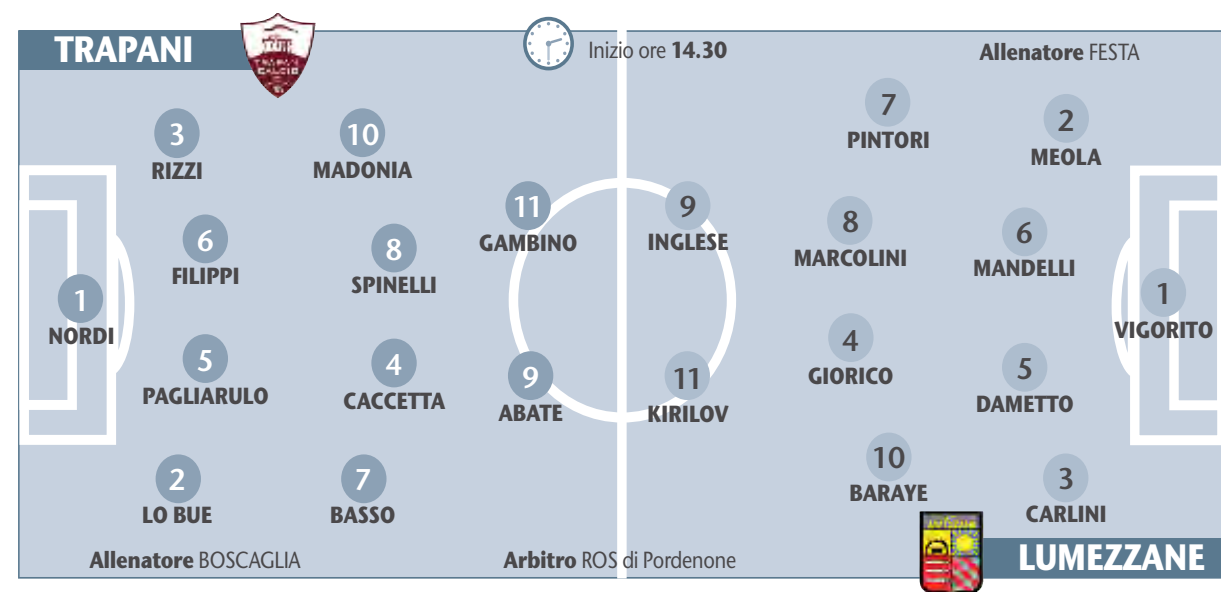 TRAPANI
Inizio ore 14.30
Allenatore FESTA
3
RIZZI
10
MADONIA
11
GAMBINO
6
FILIPPI
8
SPINELLI
1
NORDI
5
PAGLIARULO
4
CACCETTA
9
ABATE
2
LO BUE
7
BASSO
Allenatore BOSCAGLIA
Arbitro ROS di Pordenone
7
PINTORI
2
MEOLA
9
INGLESE
8
MARCOLINI
6
MANDELLI
1
VIGORITO
4
GIORICO
5
DAMETTO
11
KIRILOV
10
BARAYE
3
CARLINI
LUMEZZANE